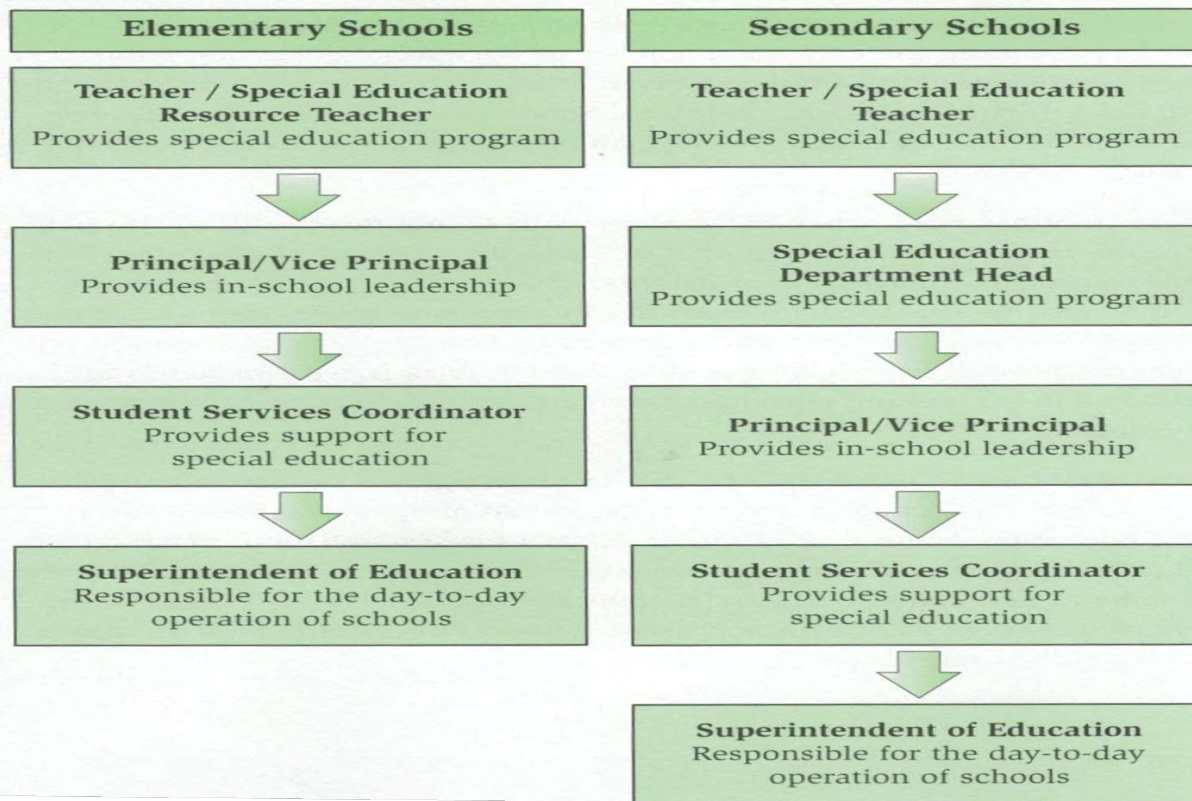 Elementary Schools
Teacher / Special Education
Resource Teacher
Provides special education program
Principal/Vice Principal
Provides in-school leadership
Student Services Coordinator
Provides support for
special education
Superintendent of Education
Responsible for the day-to-day
operation of schools
Secondary Schools
Teacher / Special Education
Teacher
Provides special education program
Special Education
Department Head
Provides special education program
Principal/Vice Principal
Provides in-school leadership
Student Services Coordinator
Provides support for
special education
Superintendent of Education
Responsible for the day-to-day
operation of schools